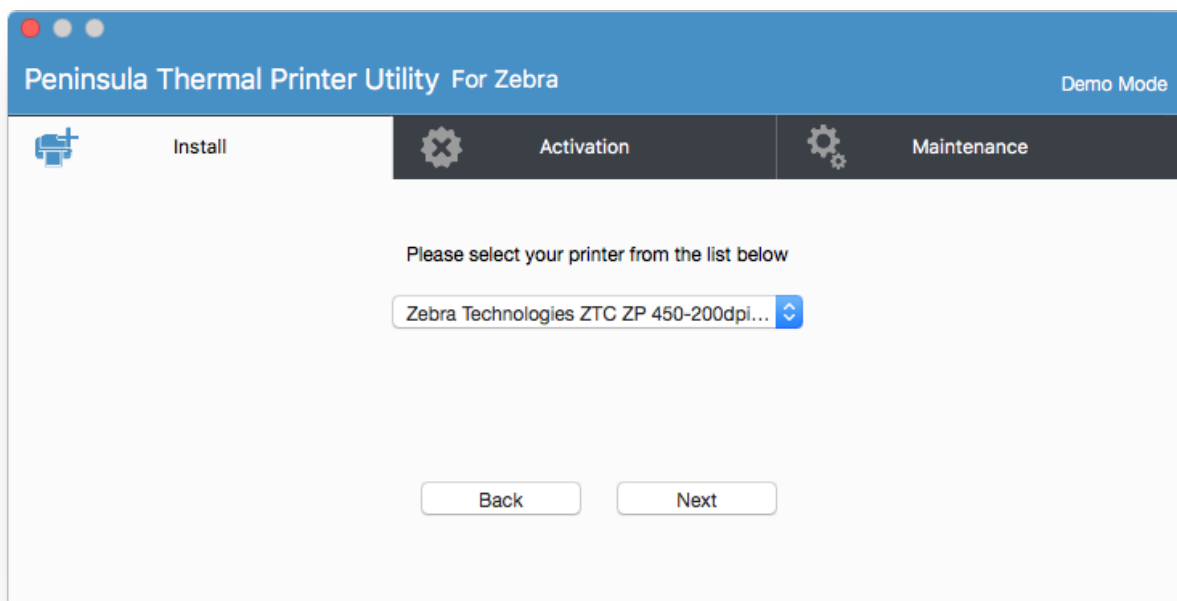 Peninsula Thermal Printer Utility For Zebra
Demo Mode
Install
Activation
Maintenance
Please select your printer from the list below
Zebra Technologies ZTC ZP 450-200dpi...
Back
Next